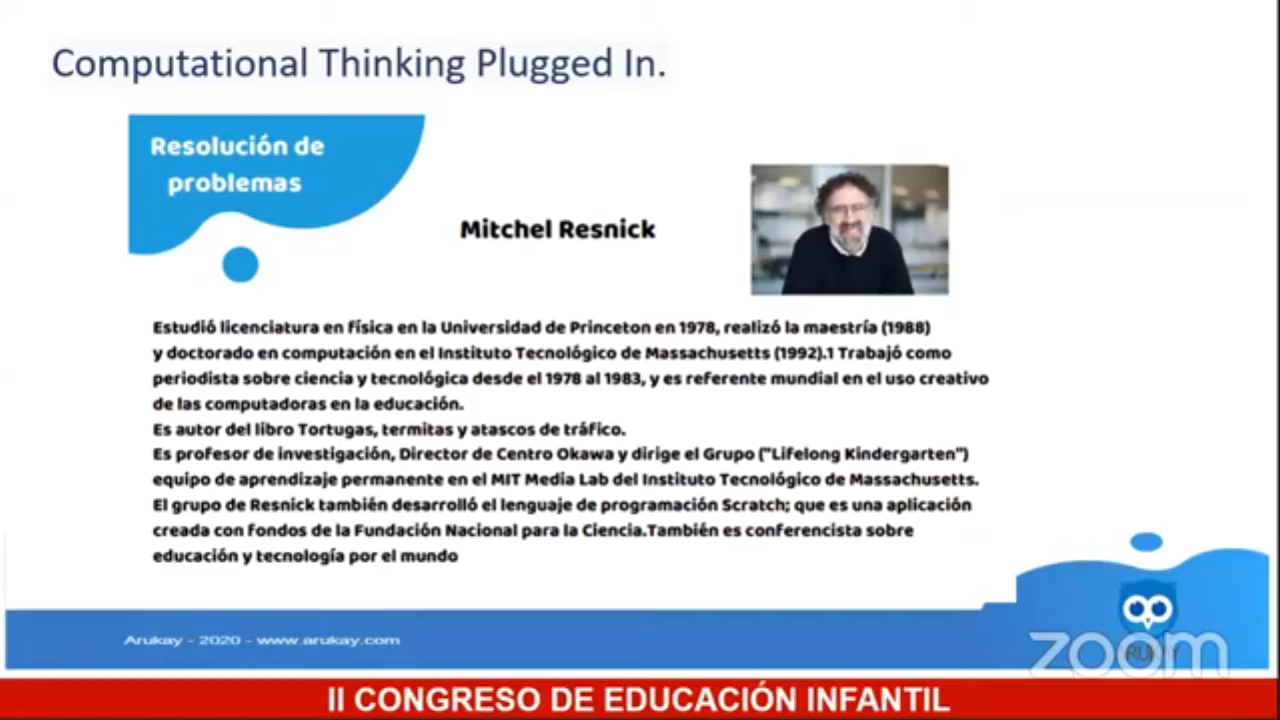 Computational Thinking Plugged In.
Resolución de
problemas
Mitchel Resnick
Estudió licenciatura en física en la Universidad de Princeton en 1978, realizó la maestría (1988)
y doctorado en computación en el Instituto Tecnológico de Massachusetts (1992).1 Trabajó como
periodista sobre ciencia y tecnológica desde el 1978 al 1983, y es referente mundial en el uso creativo
de las computadoras en la educación.
Es autor del libro Tortugas, termitas y atascos de tráfico.
Es profesor de investigación, Director de Centro Okawa y dirige el Grupo ("Lifelong Kindergarten")
equipo de aprendizaje permanente en el MIT Media Lab del Instituto Tecnológico de Massachusetts.
El grupo de Resnick también desarrolló el lenguaje de programación Scratch; que es una aplicación
creada con fondos de la Fundación Nacional para la Ciencia.También es conferencista sobre
educación y tecnología por el mundo
Arukay - 2020 - www.arukay.com
zoom
II CONGRESO DE EDUCACIÓN INFANTIL